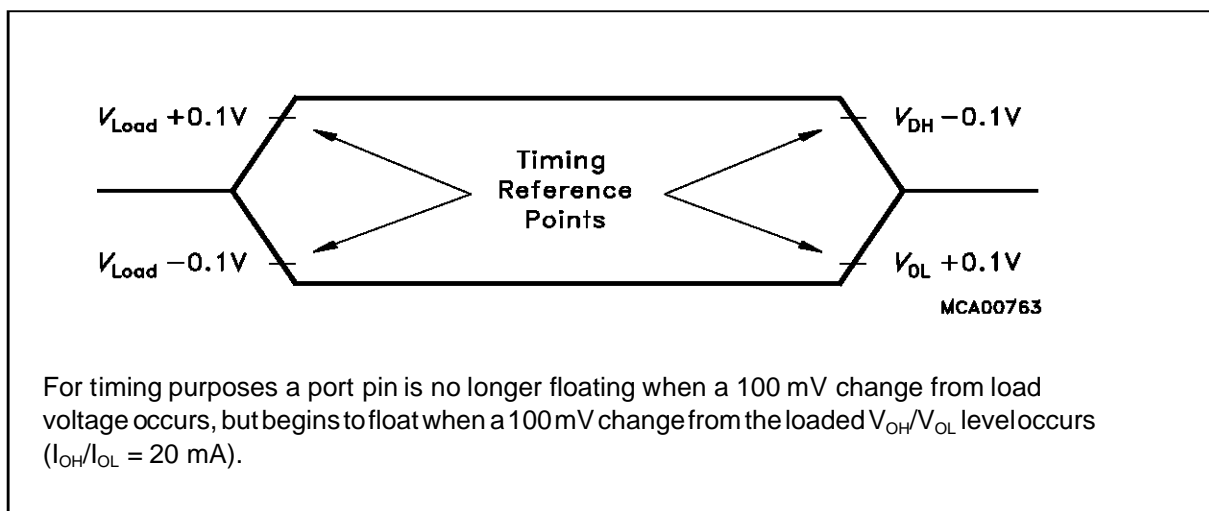 V_Load +0.1V
V_DH −0.1V
Timing
Reference
Points
V_Load −0.1V
V_OL +0.1V
MCA00763
For timing purposes a port pin is no longer floating when a 100 mV change from load
voltage occurs, but begins to float when a 100 mV change from the loaded V_OH/V_OL level occurs
(I_OH/I_OL = 20 mA).